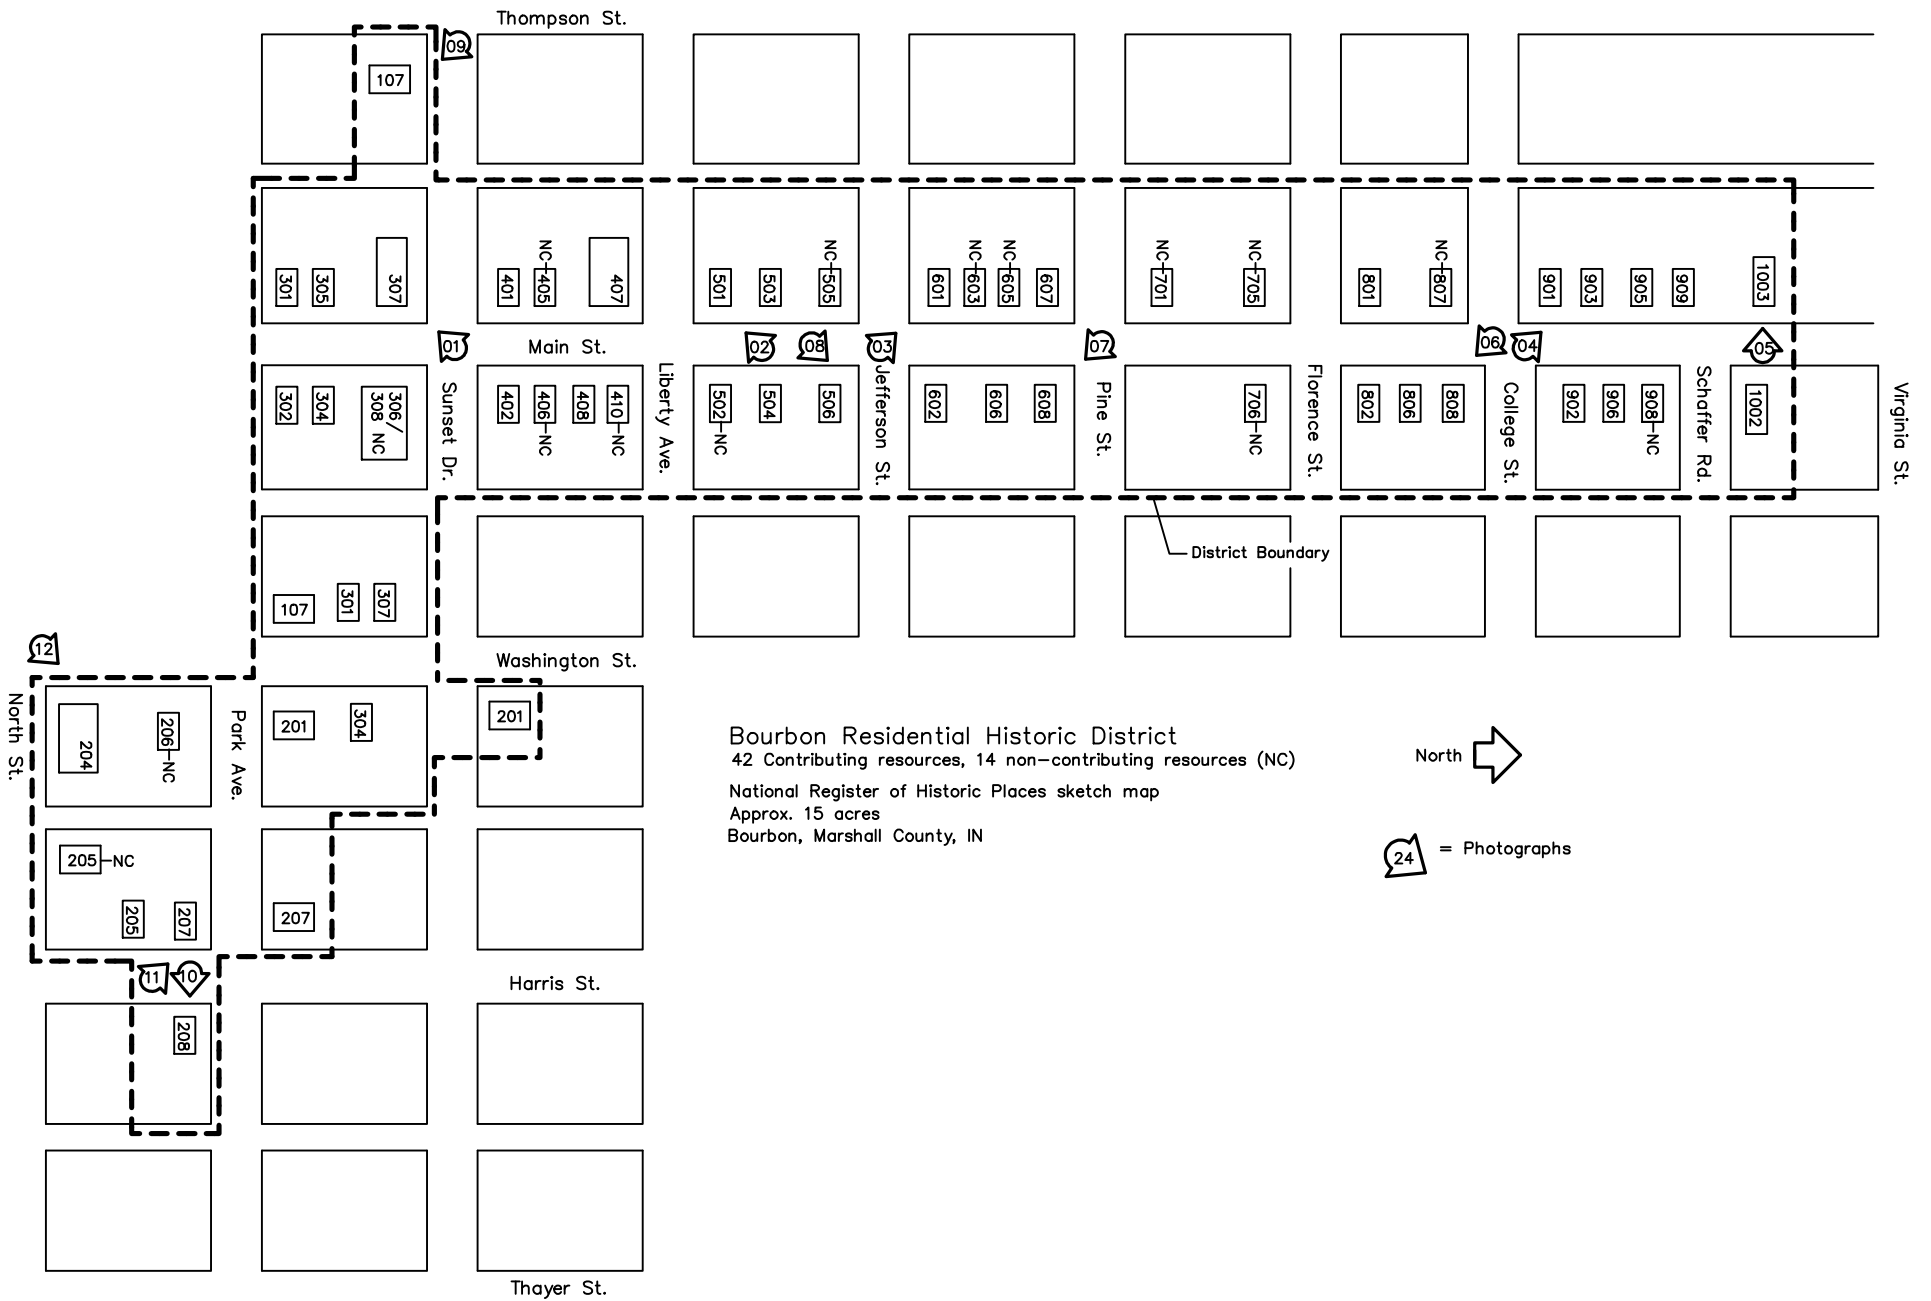 Thompson St.
09
107
NC
NC
NC NC
NC
NC
NC
301
305
307
401
405
407
501
503
505
601
603
605
607
701
705
801
807
901
903
905
909
1003
01
Main St.
02
08
03
07
06
04
05
302
304
306/
308 NC
Sunset Dr.
402
406
408
410
NC
NC
Liberty Ave.
502
NC
504
506
Jefferson St.
602
606
608
Pine St.
706
NC
Florence St.
802
806
808
College St.
902
906
908
NC
Schaffer Rd.
1002
Virginia St.
District Boundary
107
301
307
12
Washington St.
North St.
204
206
NC
Park Ave.
201
304
201
Bourbon Residential Historic District
42 Contributing resources, 14 non-contributing resources (NC)
National Register of Historic Places sketch map
Approx. 15 acres
Bourbon, Marshall County, IN
North
24
= Photographs
205
NC
205
207
207
11
10
Harris St.
208
Thayer St.